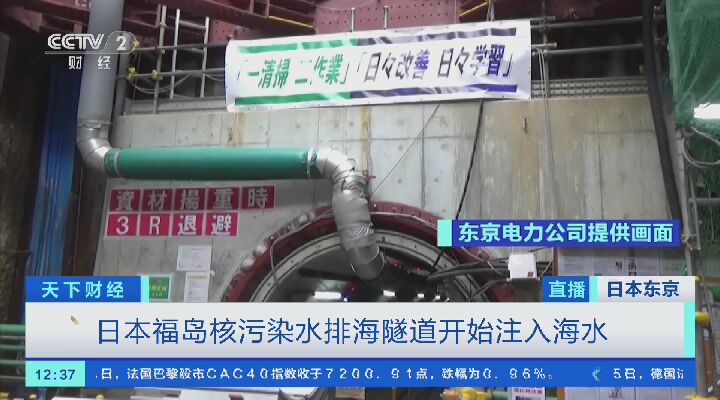 CCTV 2
财经
「一清掃 二作業」「日々改善 日々学習」
資材揚重時
3R退避
东京电力公司提供画面
天下财经
直播 日本东京
日本福岛核污染水排海隧道开始注入海水
12:37 .日，法国巴黎股市CAC40指数收于7200．91点，跌幅为0．96%。 5日，德国